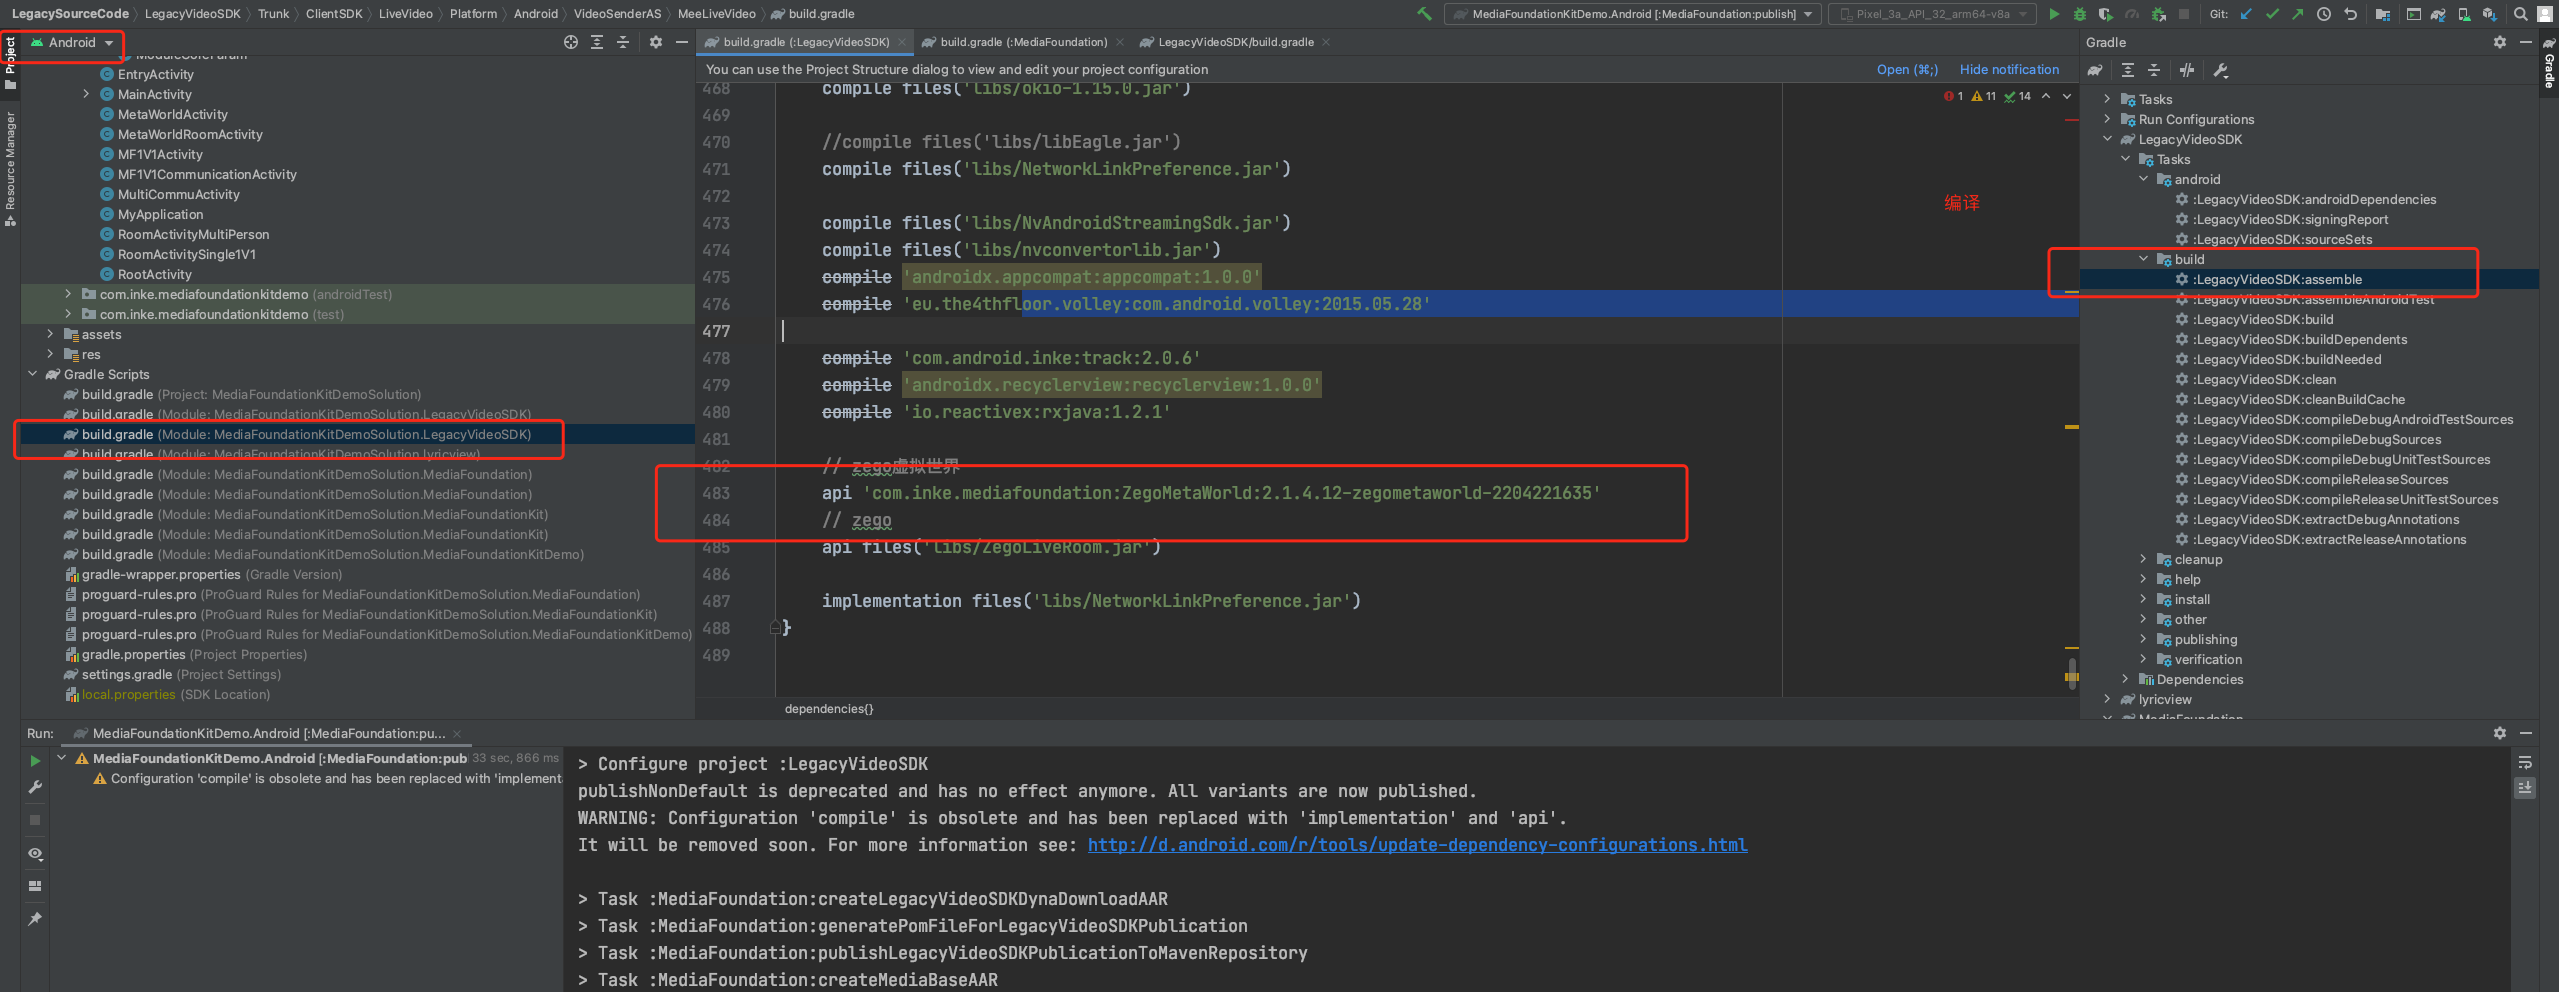 LegacySourceCode LegacyVideoSDK Trunk ClientSDK LiveVideo Platform Android VideoSenderAS MeeLiveVideo build.gradle
MediaFoundationKitDemo.Android [:MediaFoundation:publish] Pixel_3a_API_32_arm64-v8a Git:
Project
Resource Manager
Android
ModuleCoreParam
EntryActivity
MainActivity
MetaWorldActivity
MetaWorldRoomActivity
MF1V1Activity
MF1V1CommunicationActivity
MultiCommuActivity
MyApplication
RoomActivityMultiPerson
RoomActivitySingle1V1
RootActivity
com.inke.mediafoundationkitdemo (androidTest)
com.inke.mediafoundationkitdemo (test)
assets
res
Gradle Scripts
build.gradle (Project: MediaFoundationKitDemoSolution)
build.gradle (Module: MediaFoundationKitDemoSolution.LegacyVideoSDK)
build.gradle (Module: MediaFoundationKitDemoSolution.LegacyVideoSDK)
build.gradle (Module: MediaFoundationKitDemoSolution.lyricview)
build.gradle (Module: MediaFoundationKitDemoSolution.MediaFoundation)
build.gradle (Module: MediaFoundationKitDemoSolution.MediaFoundation)
build.gradle (Module: MediaFoundationKitDemoSolution.MediaFoundationKit)
build.gradle (Module: MediaFoundationKitDemoSolution.MediaFoundationKit)
build.gradle (Module: MediaFoundationKitDemoSolution.MediaFoundationKitDemo)
gradle-wrapper.properties (Gradle Version)
proguard-rules.pro (ProGuard Rules for MediaFoundationKitDemoSolution.MediaFoundation)
proguard-rules.pro (ProGuard Rules for MediaFoundationKitDemoSolution.MediaFoundationKit)
proguard-rules.pro (ProGuard Rules for MediaFoundationKitDemoSolution.MediaFoundationKitDemo)
gradle.properties (Project Properties)
settings.gradle (Project Settings)
local.properties (SDK Location)
build.gradle (:LegacyVideoSDK) build.gradle (:MediaFoundation) LegacyVideoSDK/build.gradle
You can use the Project Structure dialog to view and edit your project configuration Open (⌘;) Hide notification
1 11 14
468 compile files('libs/okio-1.15.0.jar')
469
470 //compile files('libs/libEagle.jar')
471 compile files('libs/NetworkLinkPreference.jar')
472
473 compile files('libs/NvAndroidStreamingSdk.jar')
474 compile files('libs/nvconvertorlib.jar')
475 compile 'androidx.appcompat:appcompat:1.0.0'
476 compile 'eu.the4thfloor.volley:com.android.volley:2015.05.28'
477
478 compile 'com.android.inke:track:2.0.6'
479 compile 'androidx.recyclerview:recyclerview:1.0.0'
480 compile 'io.reactivex:rxjava:1.2.1'
481
482 // zego虚拟世界
483 api 'com.inke.mediafoundation:ZegoMetaWorld:2.1.4.12-zegometaworld-2204221635'
484 // zego
485 api files('libs/ZegoLiveRoom.jar')
486
487 implementation files('libs/NetworkLinkPreference.jar')
488 }
489
编译
dependencies{}
Gradle
Gradle
Tasks
Run Configurations
LegacyVideoSDK
Tasks
android
:LegacyVideoSDK:androidDependencies
:LegacyVideoSDK:signingReport
:LegacyVideoSDK:sourceSets
build
:LegacyVideoSDK:assemble
:LegacyVideoSDK:assembleAndroidTest
:LegacyVideoSDK:build
:LegacyVideoSDK:buildDependents
:LegacyVideoSDK:buildNeeded
:LegacyVideoSDK:clean
:LegacyVideoSDK:cleanBuildCache
:LegacyVideoSDK:compileDebugAndroidTestSources
:LegacyVideoSDK:compileDebugSources
:LegacyVideoSDK:compileDebugUnitTestSources
:LegacyVideoSDK:compileReleaseSources
:LegacyVideoSDK:compileReleaseUnitTestSources
:LegacyVideoSDK:extractDebugAnnotations
:LegacyVideoSDK:extractReleaseAnnotations
cleanup
help
install
other
publishing
verification
Dependencies
lyricview
MediaFoundation
Run: MediaFoundationKitDemo.Android [:MediaFoundation:pu...
MediaFoundationKitDemo.Android [:MediaFoundation:pub 33 sec, 866 ms
Configuration 'compile' is obsolete and has been replaced with 'implement
> Configure project :LegacyVideoSDK
publishNonDefault is deprecated and has no effect anymore. All variants are now published.
WARNING: Configuration 'compile' is obsolete and has been replaced with 'implementation' and 'api'.
It will be removed soon. For more information see: http://d.android.com/r/tools/update-dependency-configurations.html
> Task :MediaFoundation:createLegacyVideoSDKDynaDownloadAAR
> Task :MediaFoundation:generatePomFileForLegacyVideoSDKPublication
> Task :MediaFoundation:publishLegacyVideoSDKPublicationToMavenRepository
> Task :MediaFoundation:createMediaBaseAAR